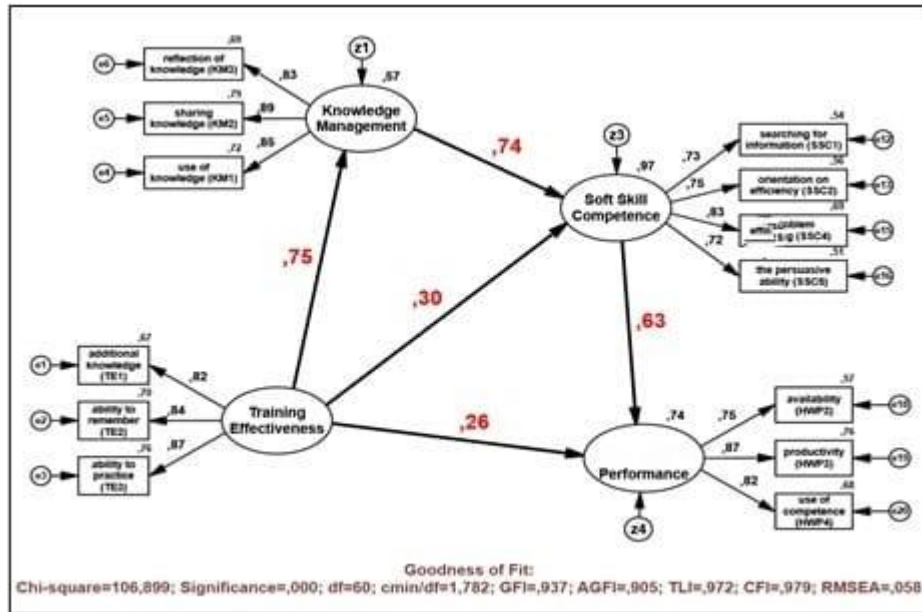 ,69
z1
e6
reflection of
knowledge (KM3)
,83
,57
,79
e5
sharing
knowledge (KM2)
,89
Knowledge
Management
,72
e4
use of
knowledge (KM1)
,85
,74
z3
,97
Soft Skill
Competence
,54
,73
searching for
information (SSC1)
e12
,56
,75
orientation on
efficiency (SSC2)
e13
,69
,83
(SSC4)
,51
,72
the persuasive
ability (SSC5)
,75
,30
,63
,67
e1
additional
knowledge
(TE1)
,82
,70
e2
ability to
remember
(TE2)
,84
,76
e3
ability to
practice
(TE3)
,87
Training
Effectiveness
,26
,74
Performance
z4
,57
,75
availability
(HWP2)
e18
,76
,87
productivity
(HWP3)
e19
,68
,82
use of
competence
(HWP4)
e20
Goodness of Fit:
Chi-square=106,899; Significance=,000; df=60; cmin/df=1,782; GFI=,937; AGFI=,905; TLI=,972; CFI=,979; RMSEA=,058